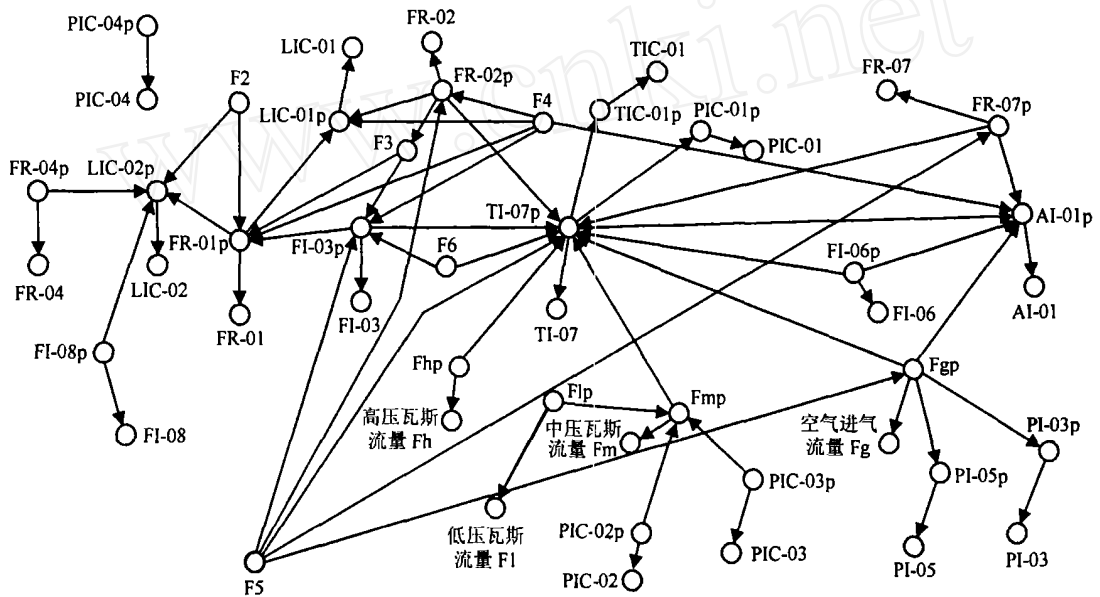 www.cnki.net
PIC-04p
FR-02
LIC-01
TIC-01
F2
FR-02p
FR-07
PIC-04
LIC-01p
F4
TIC-01p
PIC-01p
FR-07p
F3
PIC-01
FR-04p
LIC-02p
TI-07p
AI-01p
FR-01p
FI-03p
F6
FI-06p
FR-04
LIC-02
FI-03
TI-07
FI-06
AI-01
FR-01
FI-08p
Fhp
Fgp
Flp
Fmp
高压瓦斯
流量 Fh
中压瓦斯
流量 Fm
空气进气
流量 Fg
PI-03p
FI-08
PIC-03p
PI-05p
低压瓦斯
流量 Fl
PIC-02p
PIC-03
PI-03
F5
PIC-02
PI-05